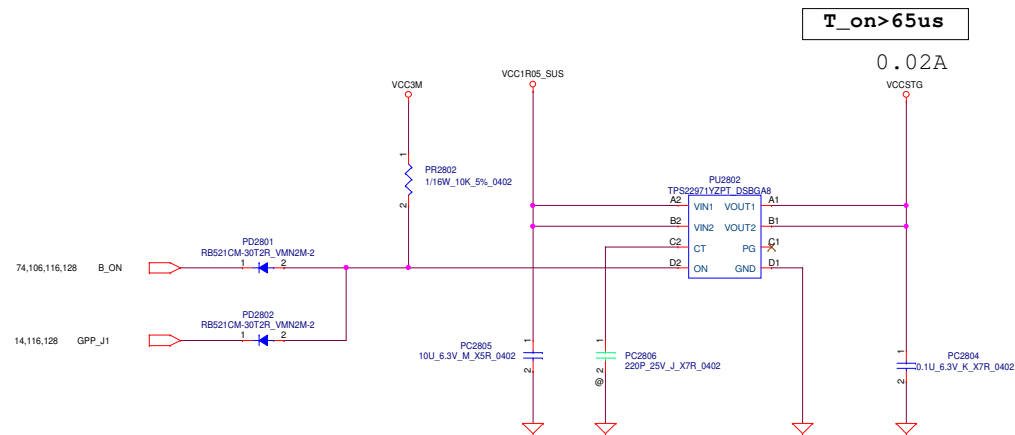 T_on>65us
0.02A
VCC3M
VCC1R05_SUS
VCCSTG
1
PR2802
1/16W_10K_5%_0402
2
PU2802
TPS22971YZPT_DSBGA8
A2 VIN1 VOUT1 A1
B2 VIN2 VOUT2 B1
C2 CT PG C1
D2 ON GND D1
PD2801
RB521CM-30T2R_VMN2M-2
74,106,116,128 B_ON 1 2
PD2802
RB521CM-30T2R_VMN2M-2
14,116,128 GPP_J1 1 2
1
PC2805
10U_6.3V_M_X5R_0402
2
1
PC2806
220P_25V_J_X7R_0402
@ 2
1
PC2804
0.1U_6.3V_K_X7R_0402
2